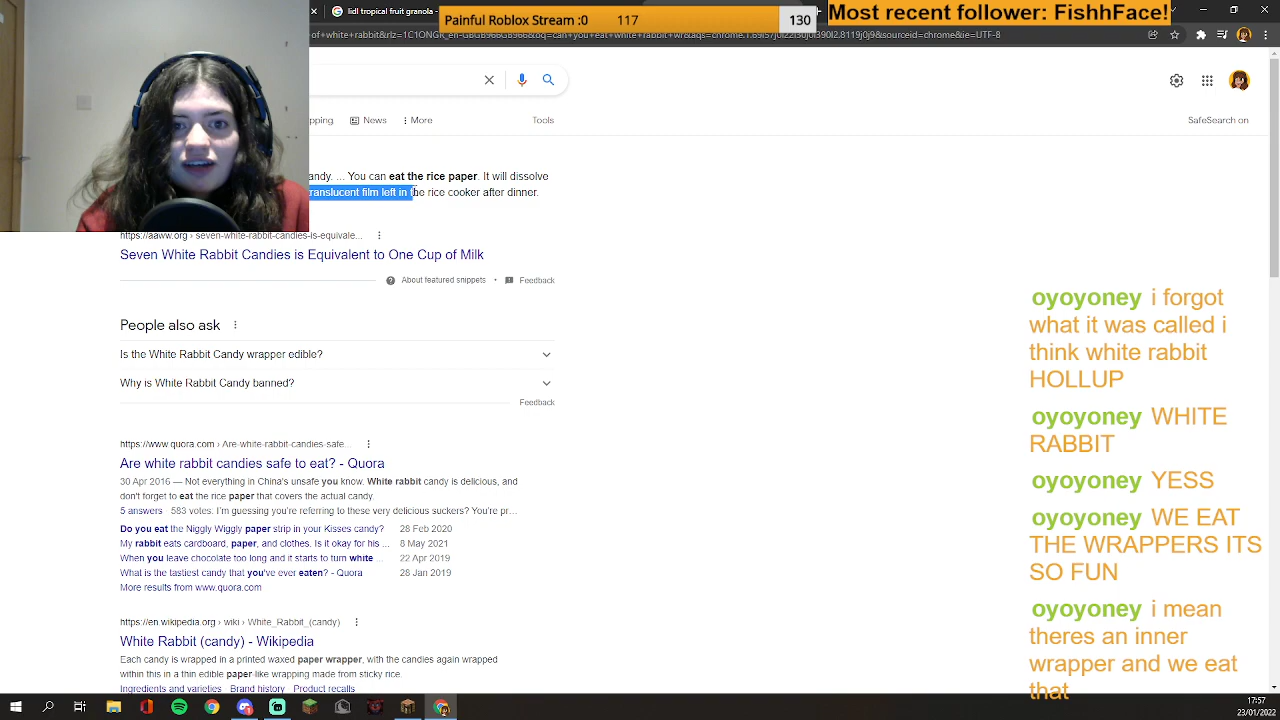 Painful Roblox Stream :0 117 130
Most recent follower: FishhFace!
pping News More Tools
SafeSearch on
candy. ... You can eat the rice paper. It will dissolve
ranslucent film left in the rice cooker after dinner.
https://aaww.org › seven-white-rabbit-candies-is-equivale...
Seven White Rabbit Candies is Equivalent to One Cup of Milk
About featured snippets • Feedback
People also ask
Is the White Rabbit Candy wrapper edible?
Why is White Rabbit Candy banned?
Feedback
https://www.quora.com › Are-white-rabbit-candies-safe...
Are white rabbit candies safe to eat? - Quora
30 Apr 2016 — Not everything in China's unsafe you know. White rabbit candy is delicious, and
don't forget to eat the rice paper that covers the actual candy.
5 answers 583 votes. I'm guessing you're referring to these very delicious suckers? You're pr...
Do you eat the Niggly Wiggly paper strip in your Kisses candy? 28 Feb 2020
My rabbit eats cardboard, paper, and clothes. Is it okay for his ... 8 May 2021
When you leave chocolate too long and it starts to turn white ... 22 Apr 2019
What is the tastiest candy that you've ever eaten? - Quora 28 Jan 2019
More results from www.quora.com
https://en.wikipedia.org › wiki › White_Rabbit_(candy)
White Rabbit (candy) - Wikipedia
Each candy is wrapped in a printed waxed paper wrapper, with the candies again wrapped
within this in a thin edible paper-like wrapping made from sticky rice.
Ingredients and varieties · Brand history · Product recalls
oyoyoney i forgot
what it was called i
think white rabbit
HOLLUP
oyoyoney WHITE
RABBIT
oyoyoney YESS
oyoyoney WE EAT
THE WRAPPERS ITS
SO FUN
oyoyoney i mean
theres an inner
wrapper and we eat
that
17:57
23/01/2022